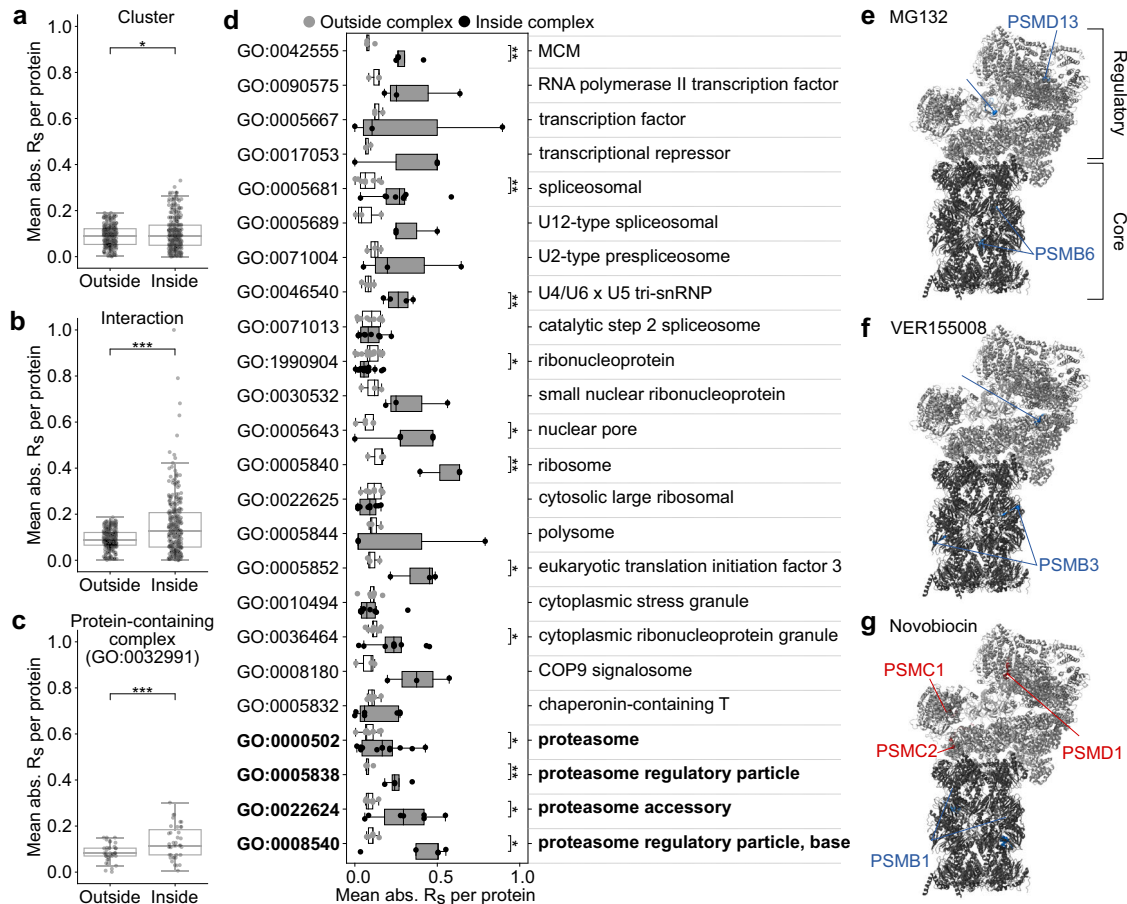 a
Cluster
Mean abs. RS per protein
1.0
0.8
0.6
0.4
0.2
0.0
*
Outside Inside
b
Interaction
Mean abs. RS per protein
1.0
0.8
0.6
0.4
0.2
0.0
***
Outside Inside
c
Protein-containing
complex
(GO:0032991)
Mean abs. RS per protein
1.0
0.8
0.6
0.4
0.2
0.0
***
Outside Inside
d
Outside complex Inside complex
GO:0042555 ** MCM
GO:0090575 RNA polymerase II transcription factor
GO:0005667 transcription factor
GO:0017053 transcriptional repressor
GO:0005681 ** spliceosomal
GO:0005689 U12-type spliceosomal
GO:0071004 U2-type prespliceosome
GO:0046540 ** U4/U6 x U5 tri-snRNP
GO:0071013 catalytic step 2 spliceosome
GO:1990904 * ribonucleoprotein
GO:0030532 small nuclear ribonucleoprotein
GO:0005643 * nuclear pore
GO:0005840 ** ribosome
GO:0022625 cytosolic large ribosomal
GO:0005844 polysome
GO:0005852 * eukaryotic translation initiation factor 3
GO:0010494 cytoplasmic stress granule
GO:0036464 * cytoplasmic ribonucleoprotein granule
GO:0008180 COP9 signalosome
GO:0005832 chaperonin-containing T
GO:0000502 * proteasome
GO:0005838 ** proteasome regulatory particle
GO:0022624 * proteasome accessory
GO:0008540 * proteasome regulatory particle, base
0.0 0.5 1.0
Mean abs. RS per protein
e
MG132
PSMD13
Regulatory
Core
PSMB6
f
VER155008
PSMB3
g
Novobiocin
PSMC1
PSMC2
PSMD1
PSMB1